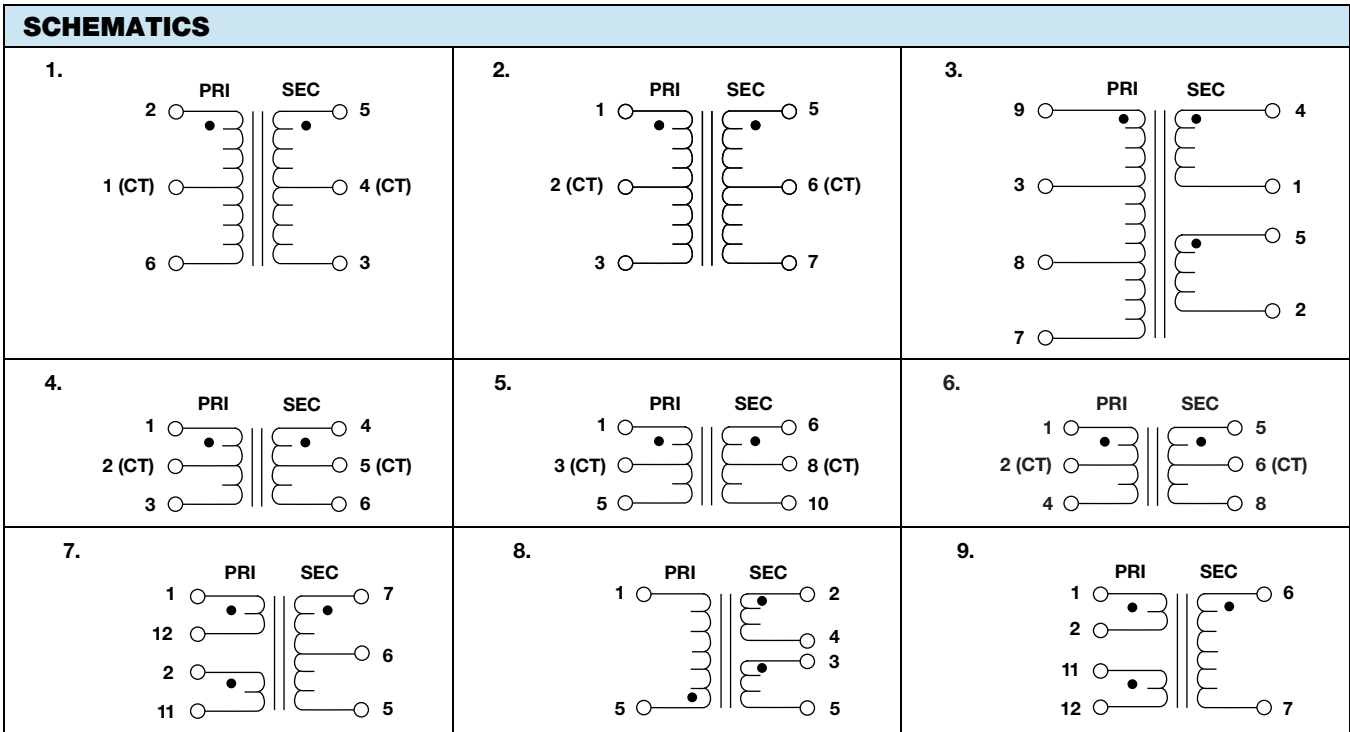 SCHEMATICS
1.
PRI SEC
2 5
1 (CT) 4 (CT)
6 3
2.
PRI SEC
1 5
2 (CT) 6 (CT)
3 7
3.
PRI SEC
9 4
3 1
5
8
2
7
4.
PRI SEC
1 4
2 (CT) 5 (CT)
3 6
5.
PRI SEC
1 6
3 (CT) 8 (CT)
5 10
6.
PRI SEC
1 5
2 (CT) 6 (CT)
4 8
7.
PRI SEC
1 7
12
6
2
11 5
8.
PRI SEC
1 2
4
3
5 5
9.
PRI SEC
1 6
2
11
12 7